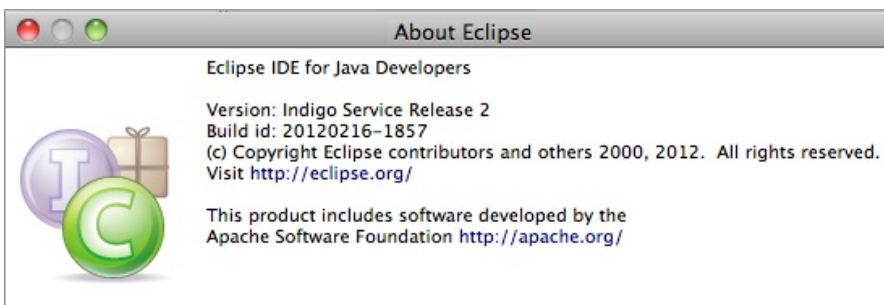 About Eclipse
Eclipse IDE for Java Developers
Version: Indigo Service Release 2
Build id: 20120216-1857
(c) Copyright Eclipse contributors and others 2000, 2012.  All rights reserved.
Visit http://eclipse.org/
This product includes software developed by the
Apache Software Foundation http://apache.org/
I
C